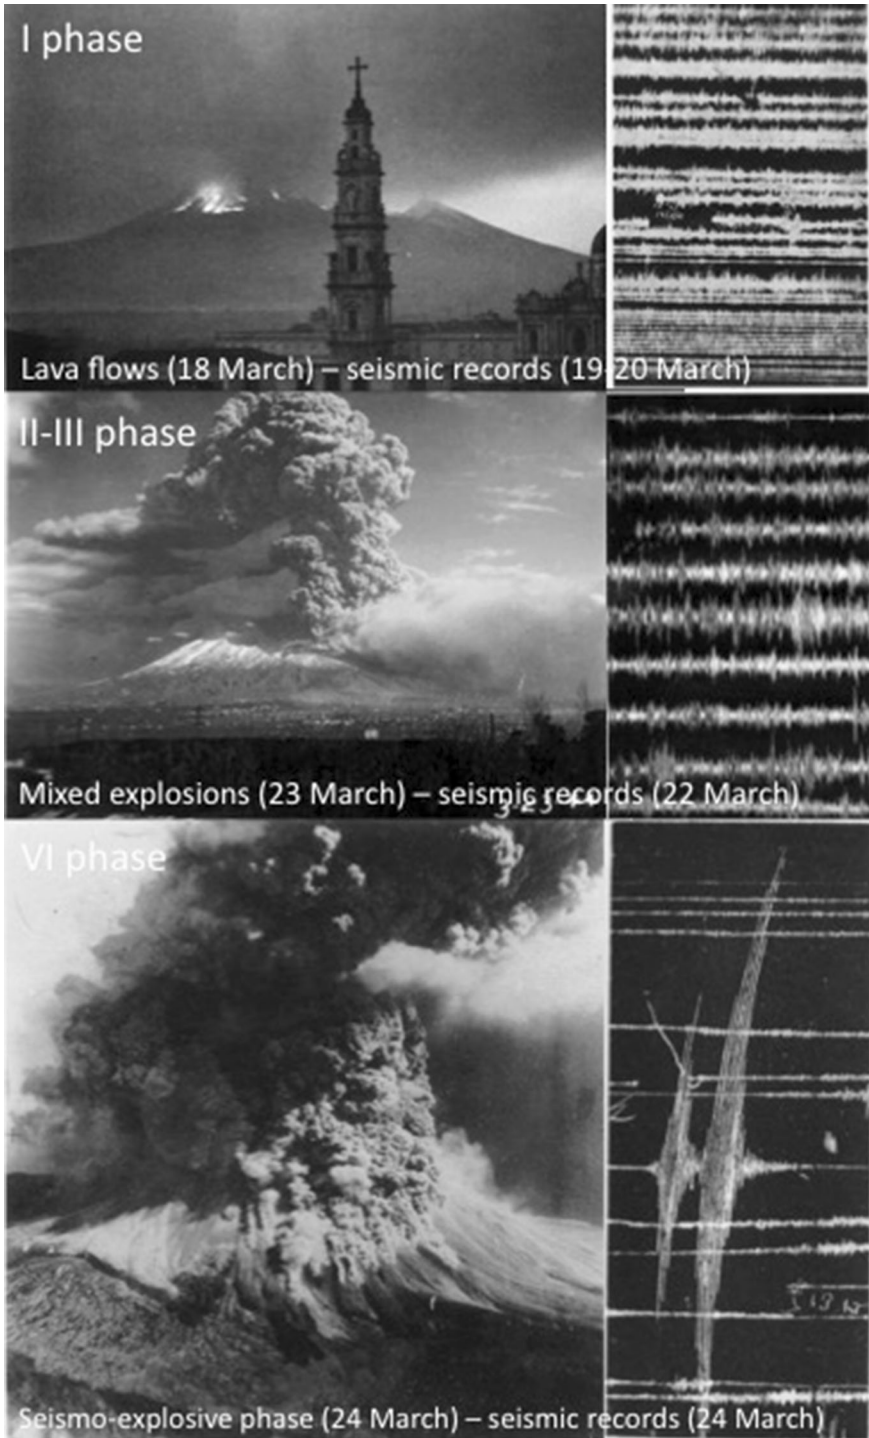 I phase
Lava flows (18 March) – seismic records (19-20 March)
II-III phase
Mixed explosions (23 March) – seismic records (22 March)
VI phase
Seismo-explosive phase (24 March) – seismic records (24 March)